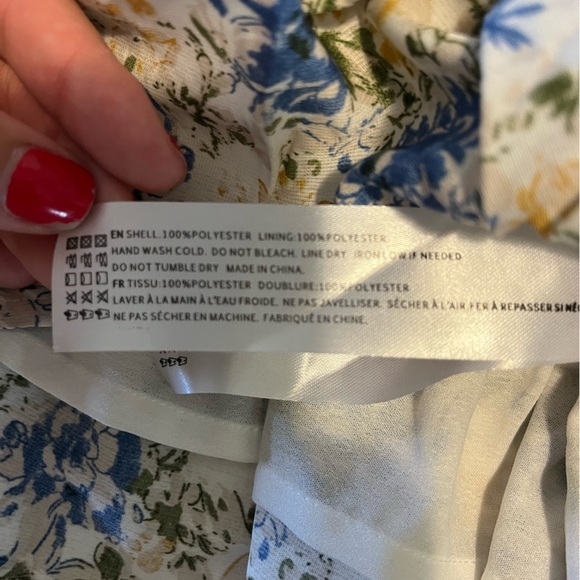 EN SHELL:100%POLYESTER LINING:100%POLYESTER
HAND WASH COLD. DO NOT BLEACH. LINE DRY. IRON LOW IF NEEDED
DO NOT TUMBLE DRY MADE IN CHINA.
FR TISSU:100%POLYESTER DOUBLURE:100%POLYESTER
LAVER À LA MAIN À L'EAU FROIDE. NE PAS JAVELLISER. SÉCHER À L'AIR.FER À REPASSER SI
NE PAS SÉCHER EN MACHINE. FABRIQUÉ EN CHINE.